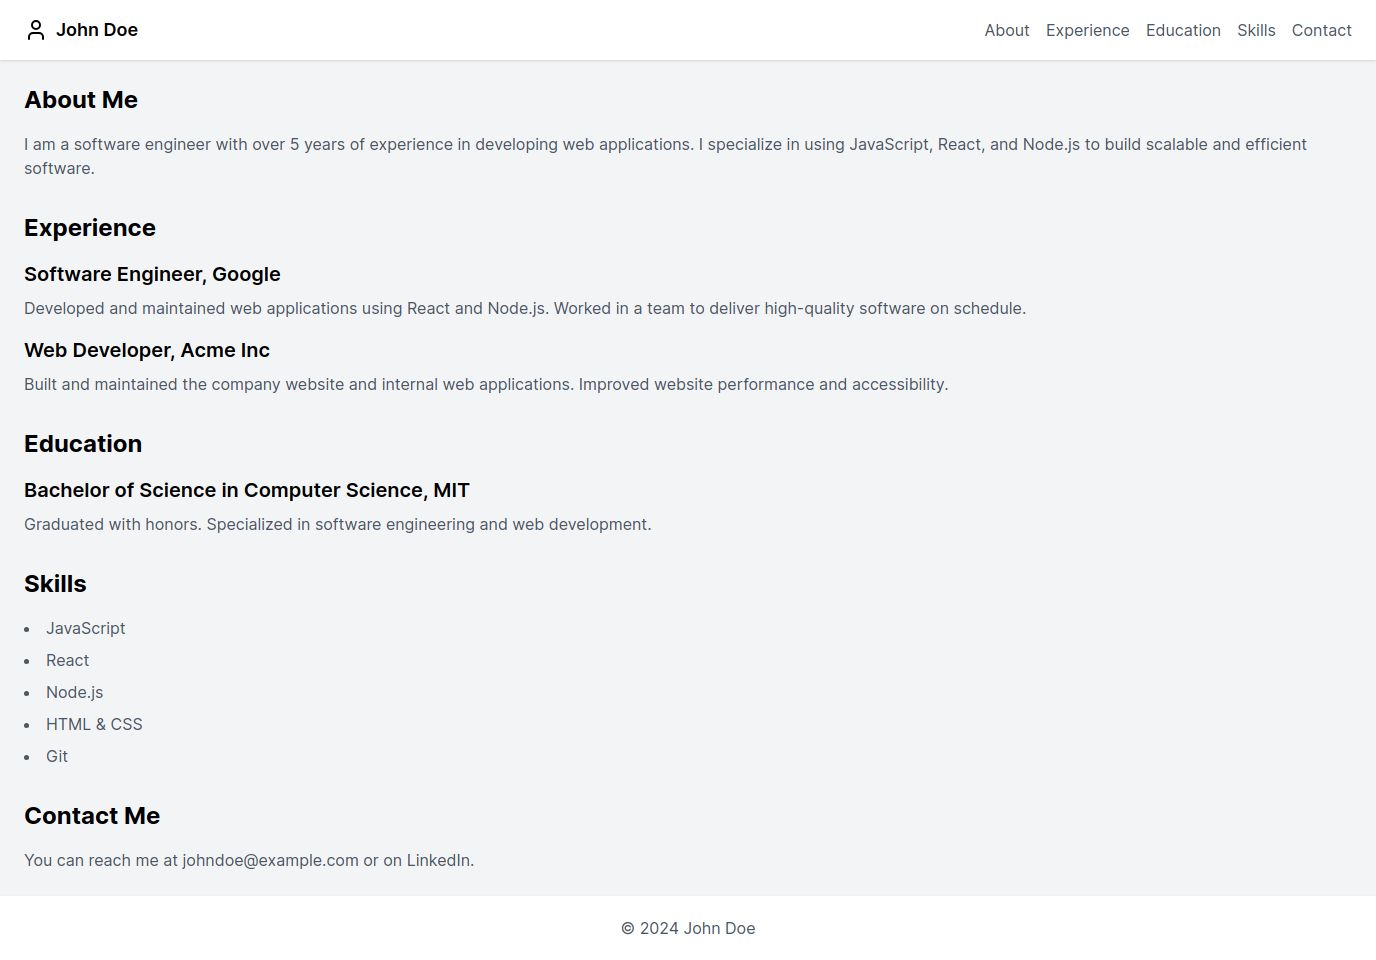 John Doe
About Experience Education Skills Contact
About Me
I am a software engineer with over 5 years of experience in developing web applications. I specialize in using JavaScript, React, and Node.js to build scalable and efficient
software.
Experience
Software Engineer, Google
Developed and maintained web applications using React and Node.js. Worked in a team to deliver high-quality software on schedule.
Web Developer, Acme Inc
Built and maintained the company website and internal web applications. Improved website performance and accessibility.
Education
Bachelor of Science in Computer Science, MIT
Graduated with honors. Specialized in software engineering and web development.
Skills
• JavaScript
• React
• Node.js
• HTML & CSS
• Git
Contact Me
You can reach me at johndoe@example.com or on LinkedIn.
© 2024 John Doe